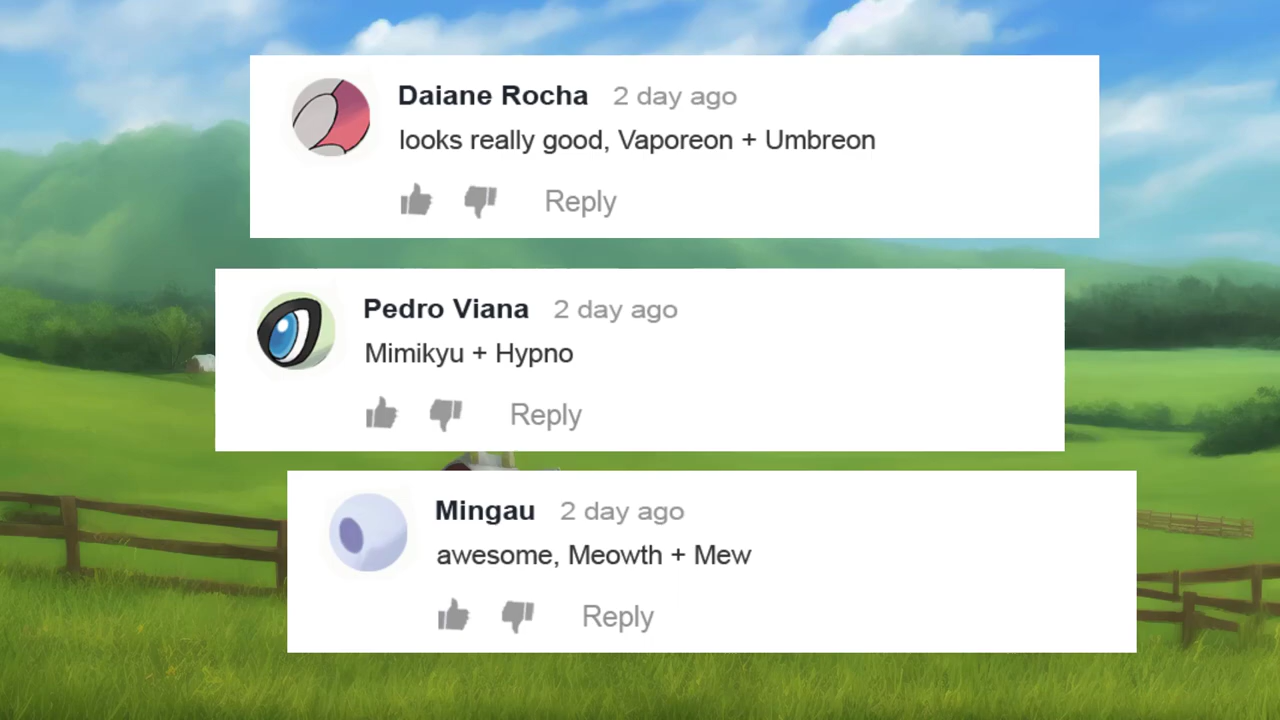 Daiane Rocha 2 day ago
looks really good, Vaporeon + Umbreon
Reply
Pedro Viana 2 day ago
Mimikyu + Hypno
Reply
Mingau 2 day ago
awesome, Meowth + Mew
Reply